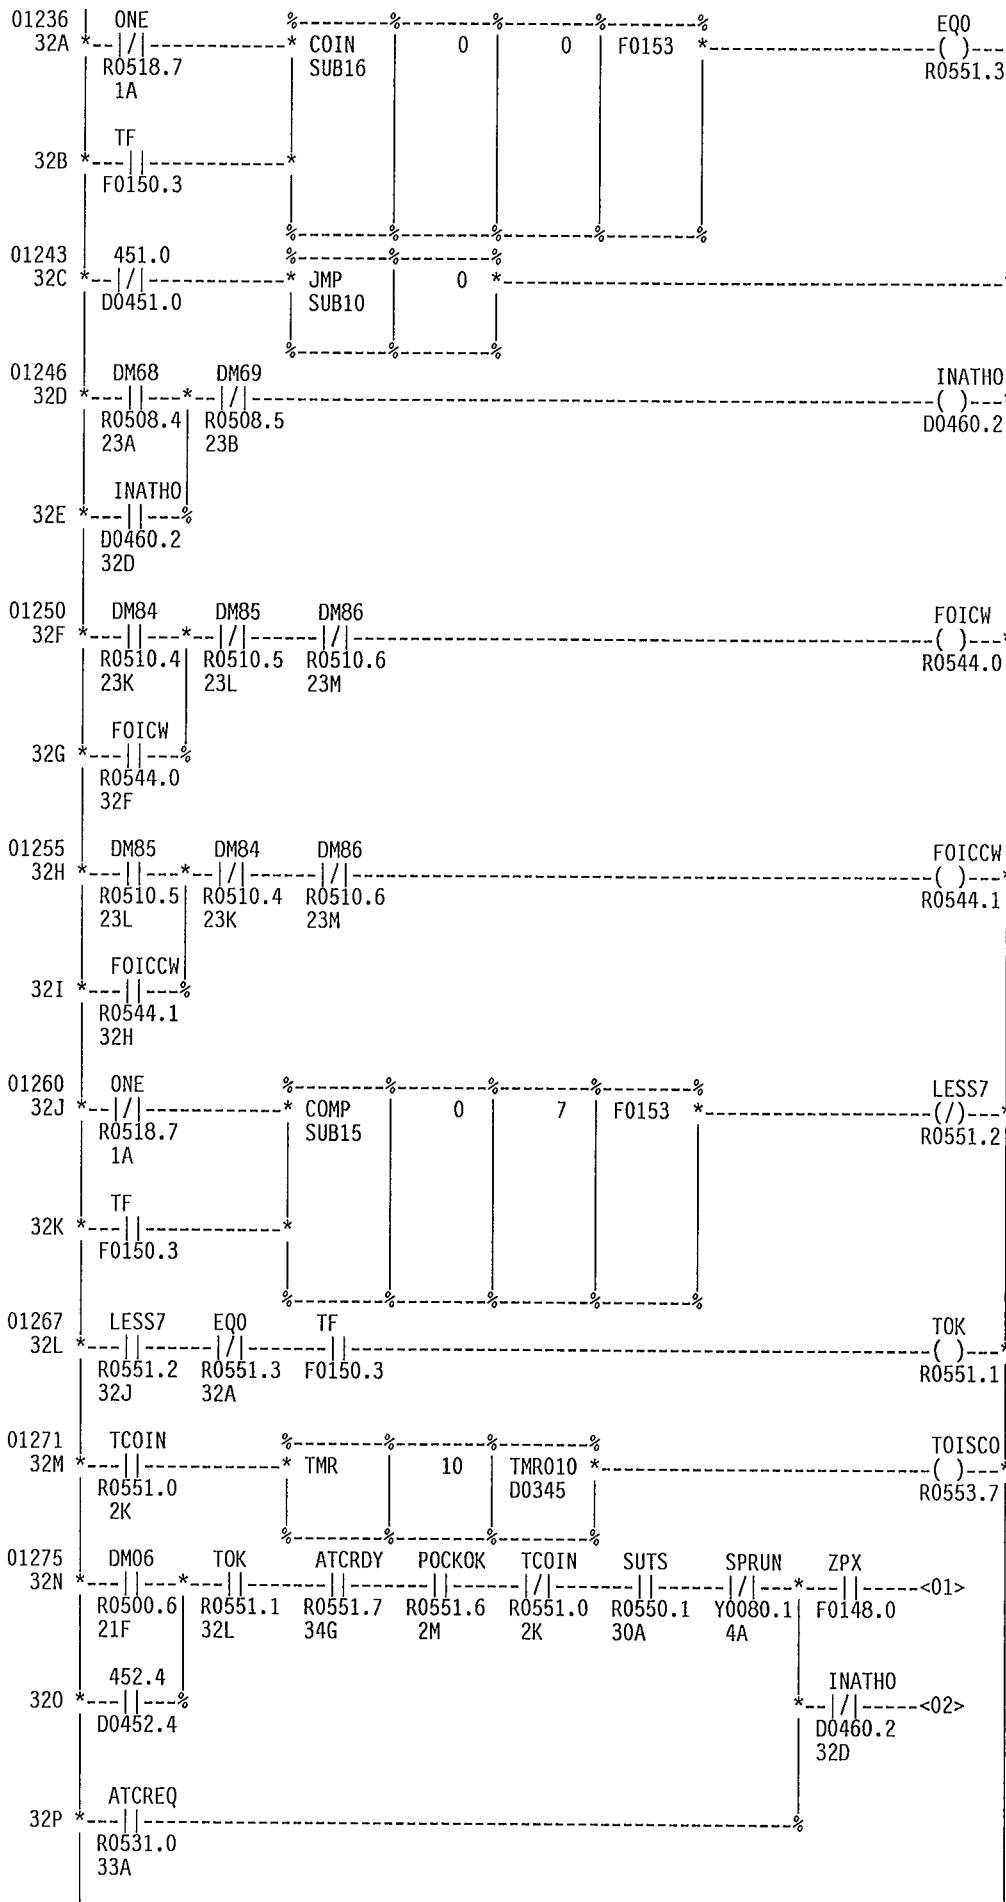 01236 ONE EQ0
32A COIN 0 0 F0153
R0518.7 SUB16 R0551.3
1A
TF
32B
F0150.3
01243 451.0
32C JMP 0
D0451.0 SUB10
01246 DM68 DM69 INATHO
32D
R0508.4 R0508.5 D0460.2
23A 23B
INATHO
32E
D0460.2
32D
01250 DM84 DM85 DM86 FOICW
32F
R0510.4 R0510.5 R0510.6 R0544.0
23K 23L 23M
FOICW
32G
R0544.0
32F
01255 DM85 DM84 DM86 FOICCW
32H
R0510.5 R0510.4 R0510.6 R0544.1
23L 23K 23M
FOICCW
32I
R0544.1
32H
01260 ONE LESS7
32J COMP 0 7 F0153
R0518.7 SUB15 R0551.2
1A
TF
32K
F0150.3
01267 LESS7 EQ0 TF TOK
32L
R0551.2 R0551.3 F0150.3 R0551.1
32J 32A
01271 TCOIN TOISCO
32M TMR 10 TMR010
R0551.0 D0345 R0553.7
2K
01275 DM06 TOK ATCRDY POCKOK TCOIN SUTS SPRUN ZPX
32N <01>
R0500.6 R0551.1 R0551.7 R0551.6 R0551.0 R0550.1 Y0080.1 F0148.0
21F 32L 34G 2M 2K 30A 4A
452.4 INATHO
32O <02>
D0452.4 D0460.2
32D
ATCREQ
32P
R0531.0
33A